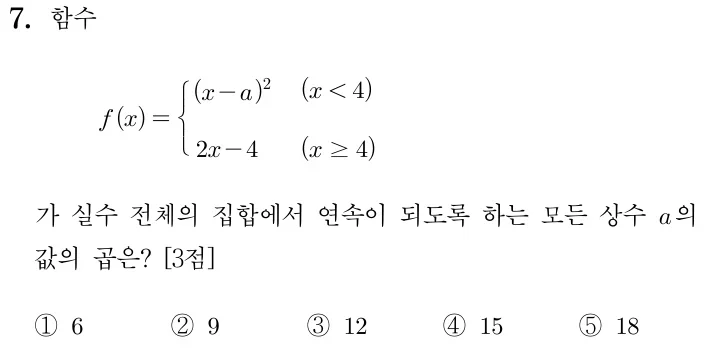 7. 함수
f(x) = { (x-a)² (x < 4)
2x-4 (x ≥ 4)
가 실수 전체의 집합에서 연속이 되도록 하는 모든 상수 a의
값의 곱은? [3점]
① 6 ② 9 ③ 12 ④ 15 ⑤ 18